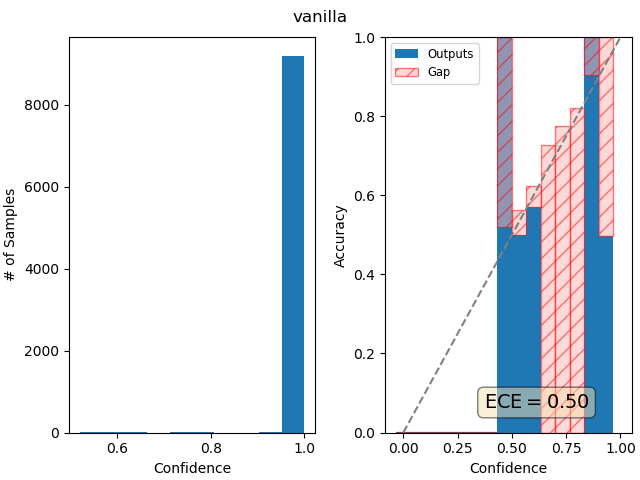 vanilla
# of Samples
8000
6000
4000
2000
0
0.6
0.8
1.0
Confidence
Accuracy
1.0
0.8
0.6
0.4
0.2
0.0
Outputs
Gap
ECE = 0.50
0.00
0.25
0.50
0.75
1.00
Confidence